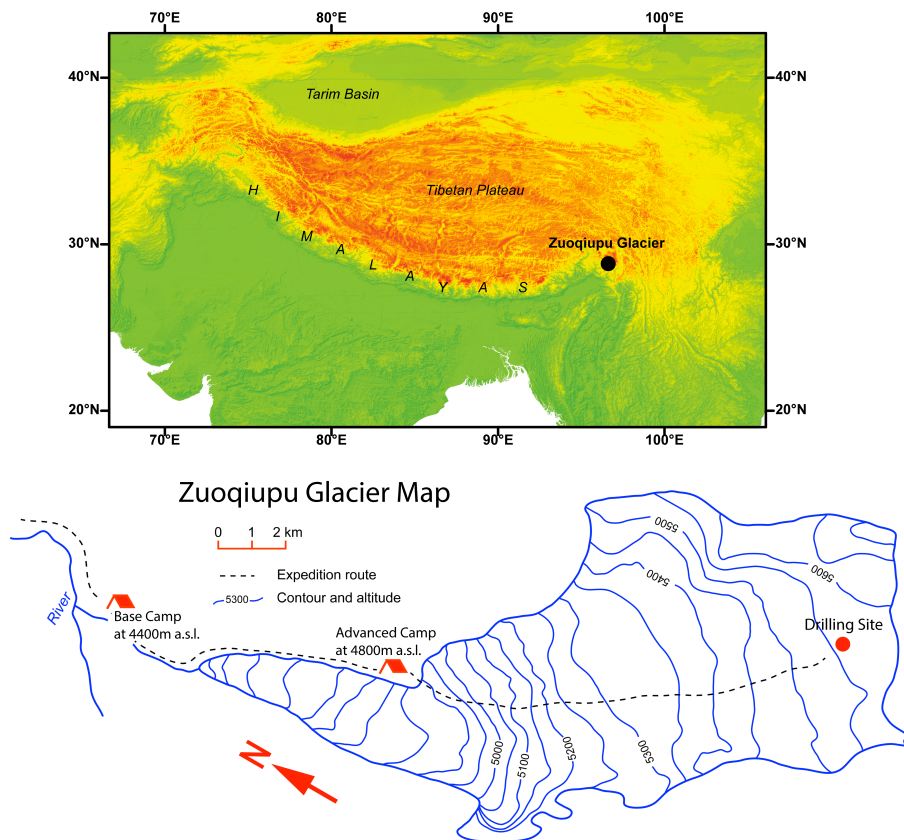 70°E 80°E 90°E 100°E
40°N 40°N
Tarim Basin
Tibetan Plateau
H I M A L A Y A S
30°N 30°N
Zuoqiupu Glacier
20°N 20°N
70°E 80°E 90°E 100°E
Zuoqiupu Glacier Map
0 1 2 km
Expedition route
5300 Contour and altitude
River
Base Camp
at 4400m a.s.l.
Advanced Camp
at 4800m a.s.l.
Drilling Site
5500
5400
5600
5000
5100
5200
5300
N